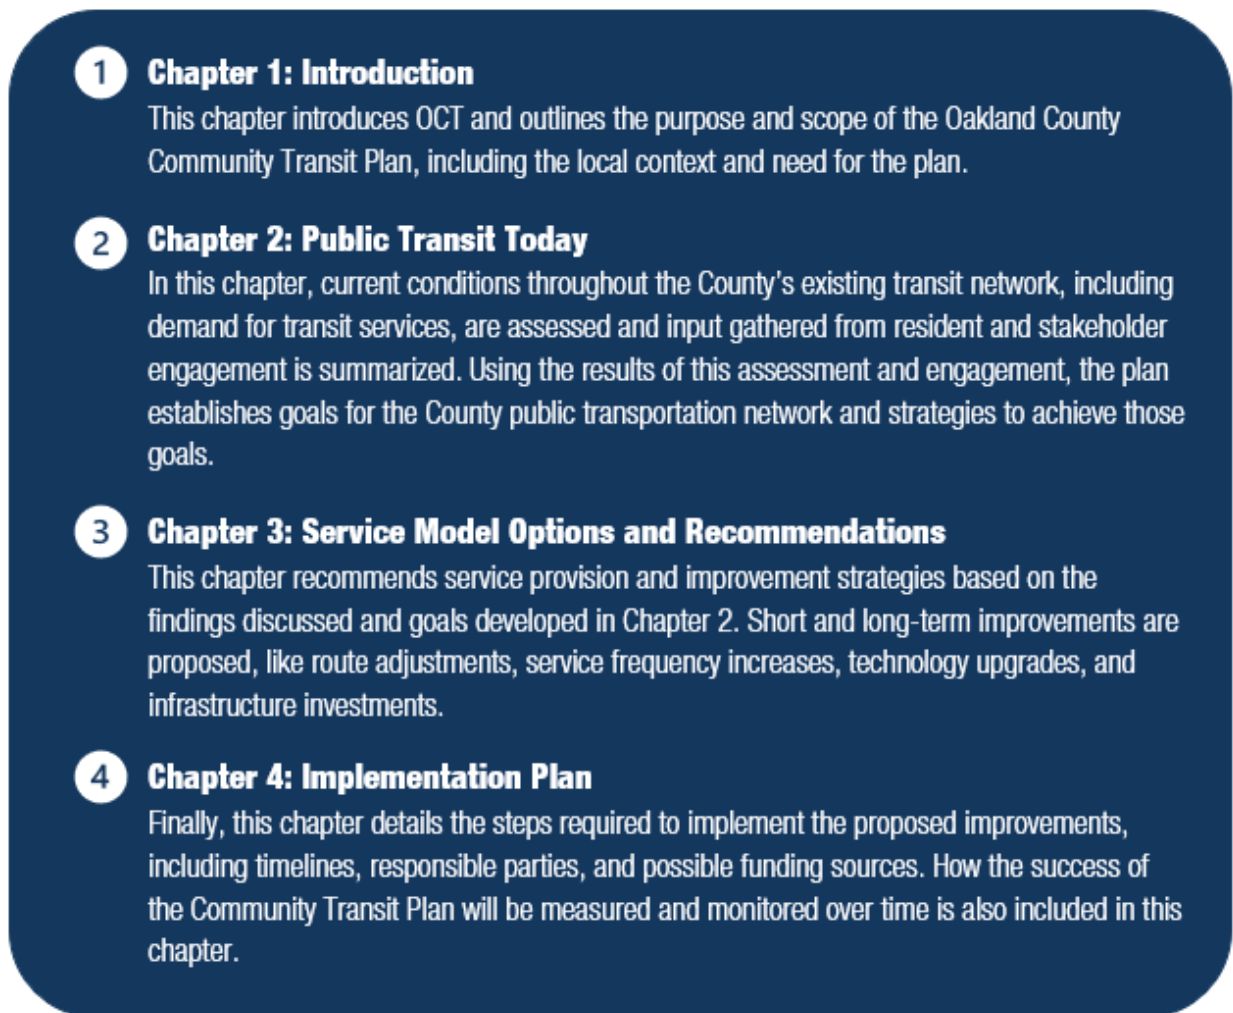 1 Chapter 1: Introduction
This chapter introduces OCT and outlines the purpose and scope of the Oakland County
Community Transit Plan, including the local context and need for the plan.
2 Chapter 2: Public Transit Today
In this chapter, current conditions throughout the County's existing transit network, including
demand for transit services, are assessed and input gathered from resident and stakeholder
engagement is summarized. Using the results of this assessment and engagement, the plan
establishes goals for the County public transportation network and strategies to achieve those
goals.
3 Chapter 3: Service Model Options and Recommendations
This chapter recommends service provision and improvement strategies based on the
findings discussed and goals developed in Chapter 2. Short and long-term improvements are
proposed, like route adjustments, service frequency increases, technology upgrades, and
infrastructure investments.
4 Chapter 4: Implementation Plan
Finally, this chapter details the steps required to implement the proposed improvements,
including timelines, responsible parties, and possible funding sources. How the success of
the Community Transit Plan will be measured and monitored over time is also included in this
chapter.